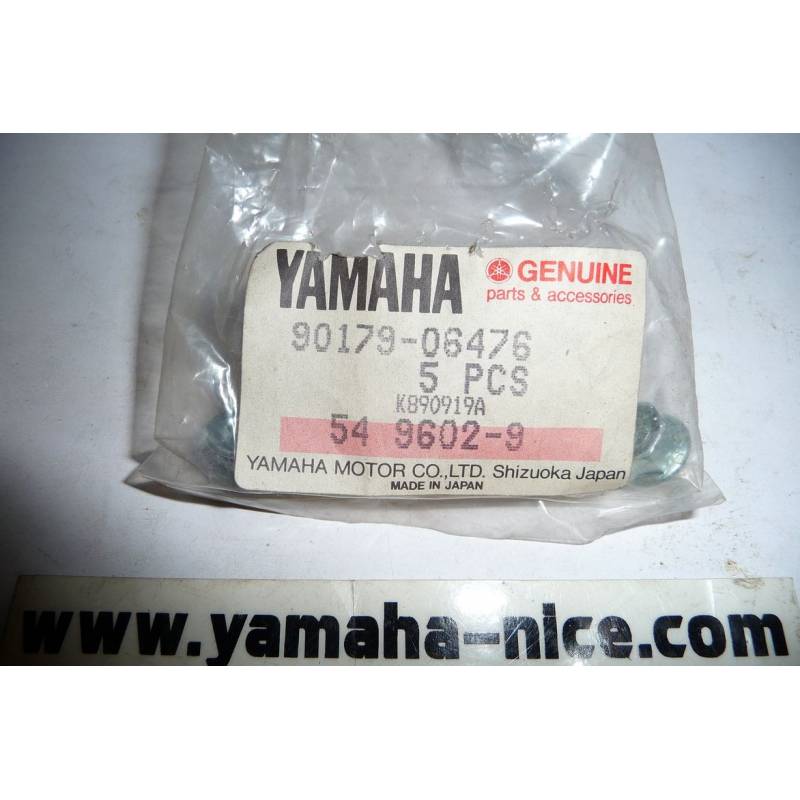 YAMAHA
GENUINE
parts & accessories
90179-06476
5 PCS
K890919A
54 9602-9
YAMAHA MOTOR CO.,LTD. Shizuoka Japan
MADE IN JAPAN
www.yamaha-nice.com